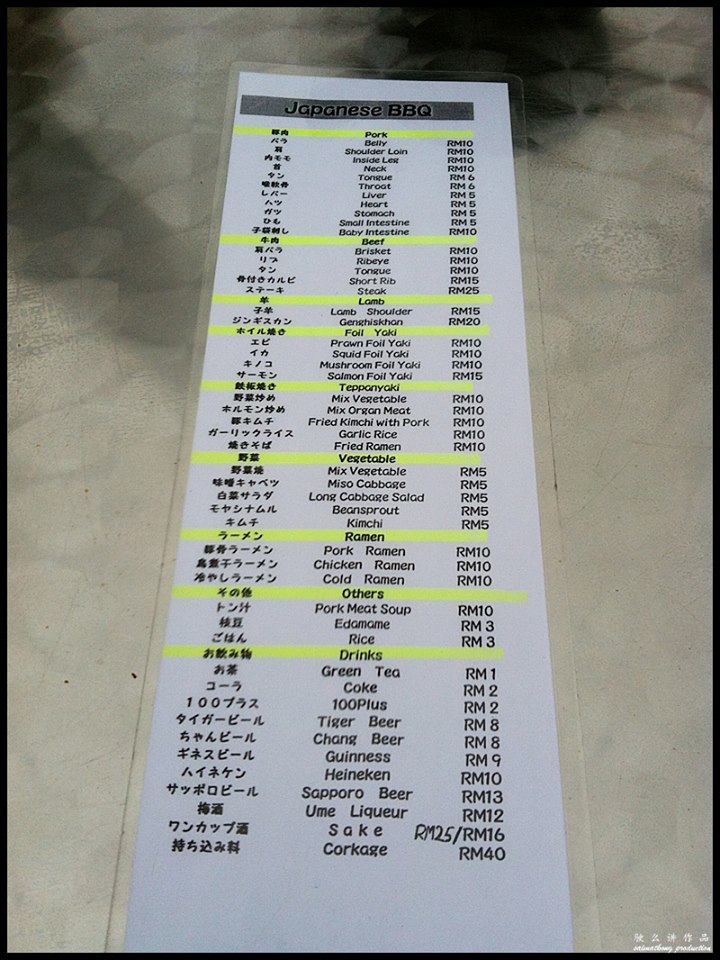 Japanese BBQ
豚肉 Pork
バラ Belly RM10
肩 Shoulder Loin RM10
内モモ Inside Leg RM10
首 Neck RM10
タン Tongue RM 6
喉軟骨 Throat RM 6
レバー Liver RM 5
ハツ Heart RM 5
ガツ Stomach RM 5
ひも Small Intestine RM 5
子袋刺し Baby Intestine RM10
牛肉 Beef
肩バラ Brisket RM10
リブ Ribeye RM10
タン Tongue RM10
骨付きカルビ Short Rib RM15
ステーキ Steak RM25
羊 Lamb
子羊 Lamb Shoulder RM15
ジンギスカン Genghiskhan RM20
ホイル焼き Foil Yaki
エビ Prawn Foil Yaki RM10
イカ Squid Foil Yaki RM10
キノコ Mushroom Foil Yaki RM10
サーモン Salmon Foil Yaki RM15
鉄板焼き Teppanyaki
野菜炒め Mix Vegetable RM10
ホルモン炒め Mix Organ Meat RM10
豚キムチ Fried Kimchi with Pork RM10
ガーリックライス Garlic Rice RM10
焼きそば Fried Ramen RM10
野菜 Vegetable
野菜焼 Mix Vegetable RM5
味噌キャベツ Miso Cabbage RM5
白菜サラダ Long Cabbage Salad RM5
モヤシナムル Beansprout RM5
キムチ Kimchi RM5
ラーメン Ramen
豚骨ラーメン Pork Ramen RM10
鳥煮干ラーメン Chicken Ramen RM10
冷やしラーメン Cold Ramen RM10
その他 Others
トン汁 Pork Meat Soup RM10
枝豆 Edamame RM 3
ごはん Rice RM 3
お飲み物 Drinks
お茶 Green Tea RM 1
コーラ Coke RM 2
１００プラス 100Plus RM 2
タイガービール Tiger Beer RM 8
ちゃんビール Chang Beer RM 8
ギネスビール Guinness RM 9
ハイネケン Heineken RM10
サッポロビール Sapporo Beer RM13
梅酒 Ume Liqueur RM12
ワンカップ酒 Sake RM25/RM16
持ち込み料 Corkage RM40
saimatkong production